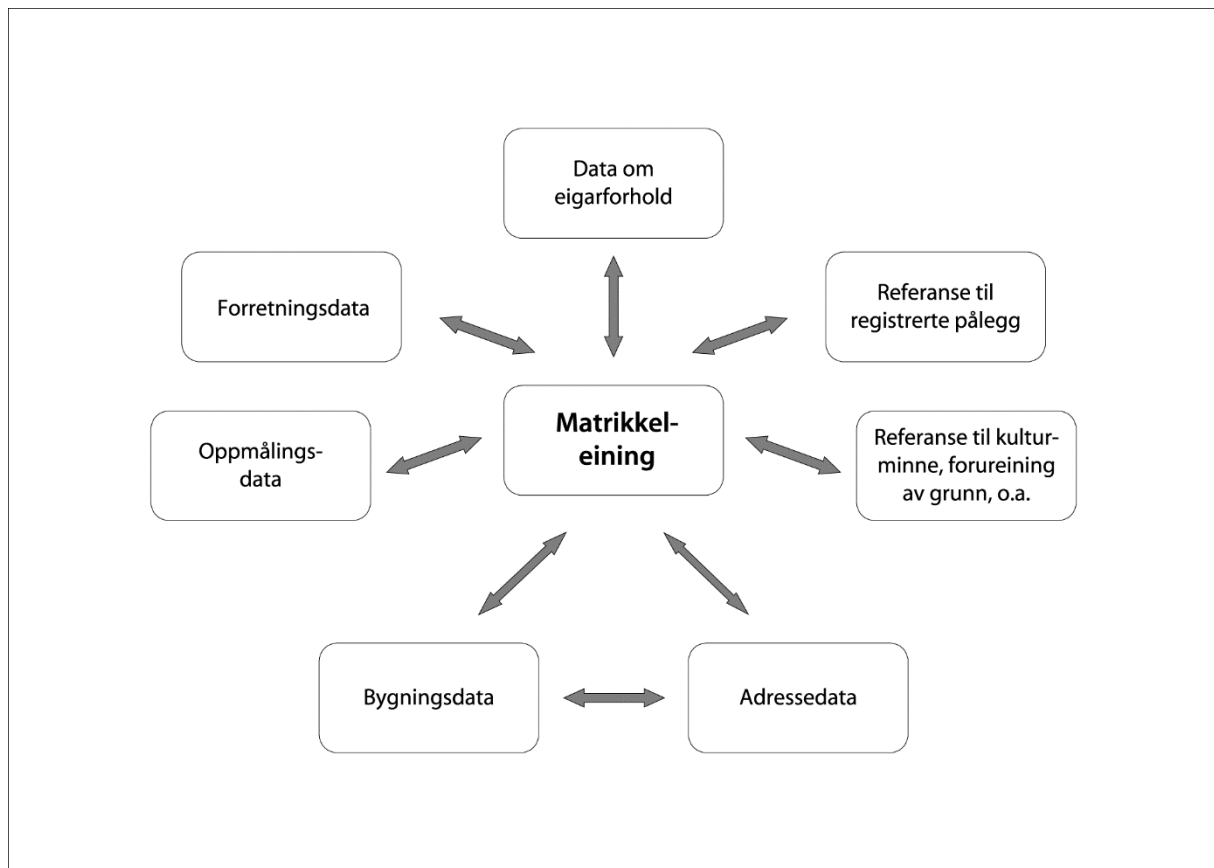 Data om
eigarforhold
Forretningsdata
Referanse til
registrerte pålegg
Matrikkel-
eining
Oppmålings-
data
Referanse til kultur-
minne, forureining
av grunn, o.a.
Bygningsdata
Adressedata